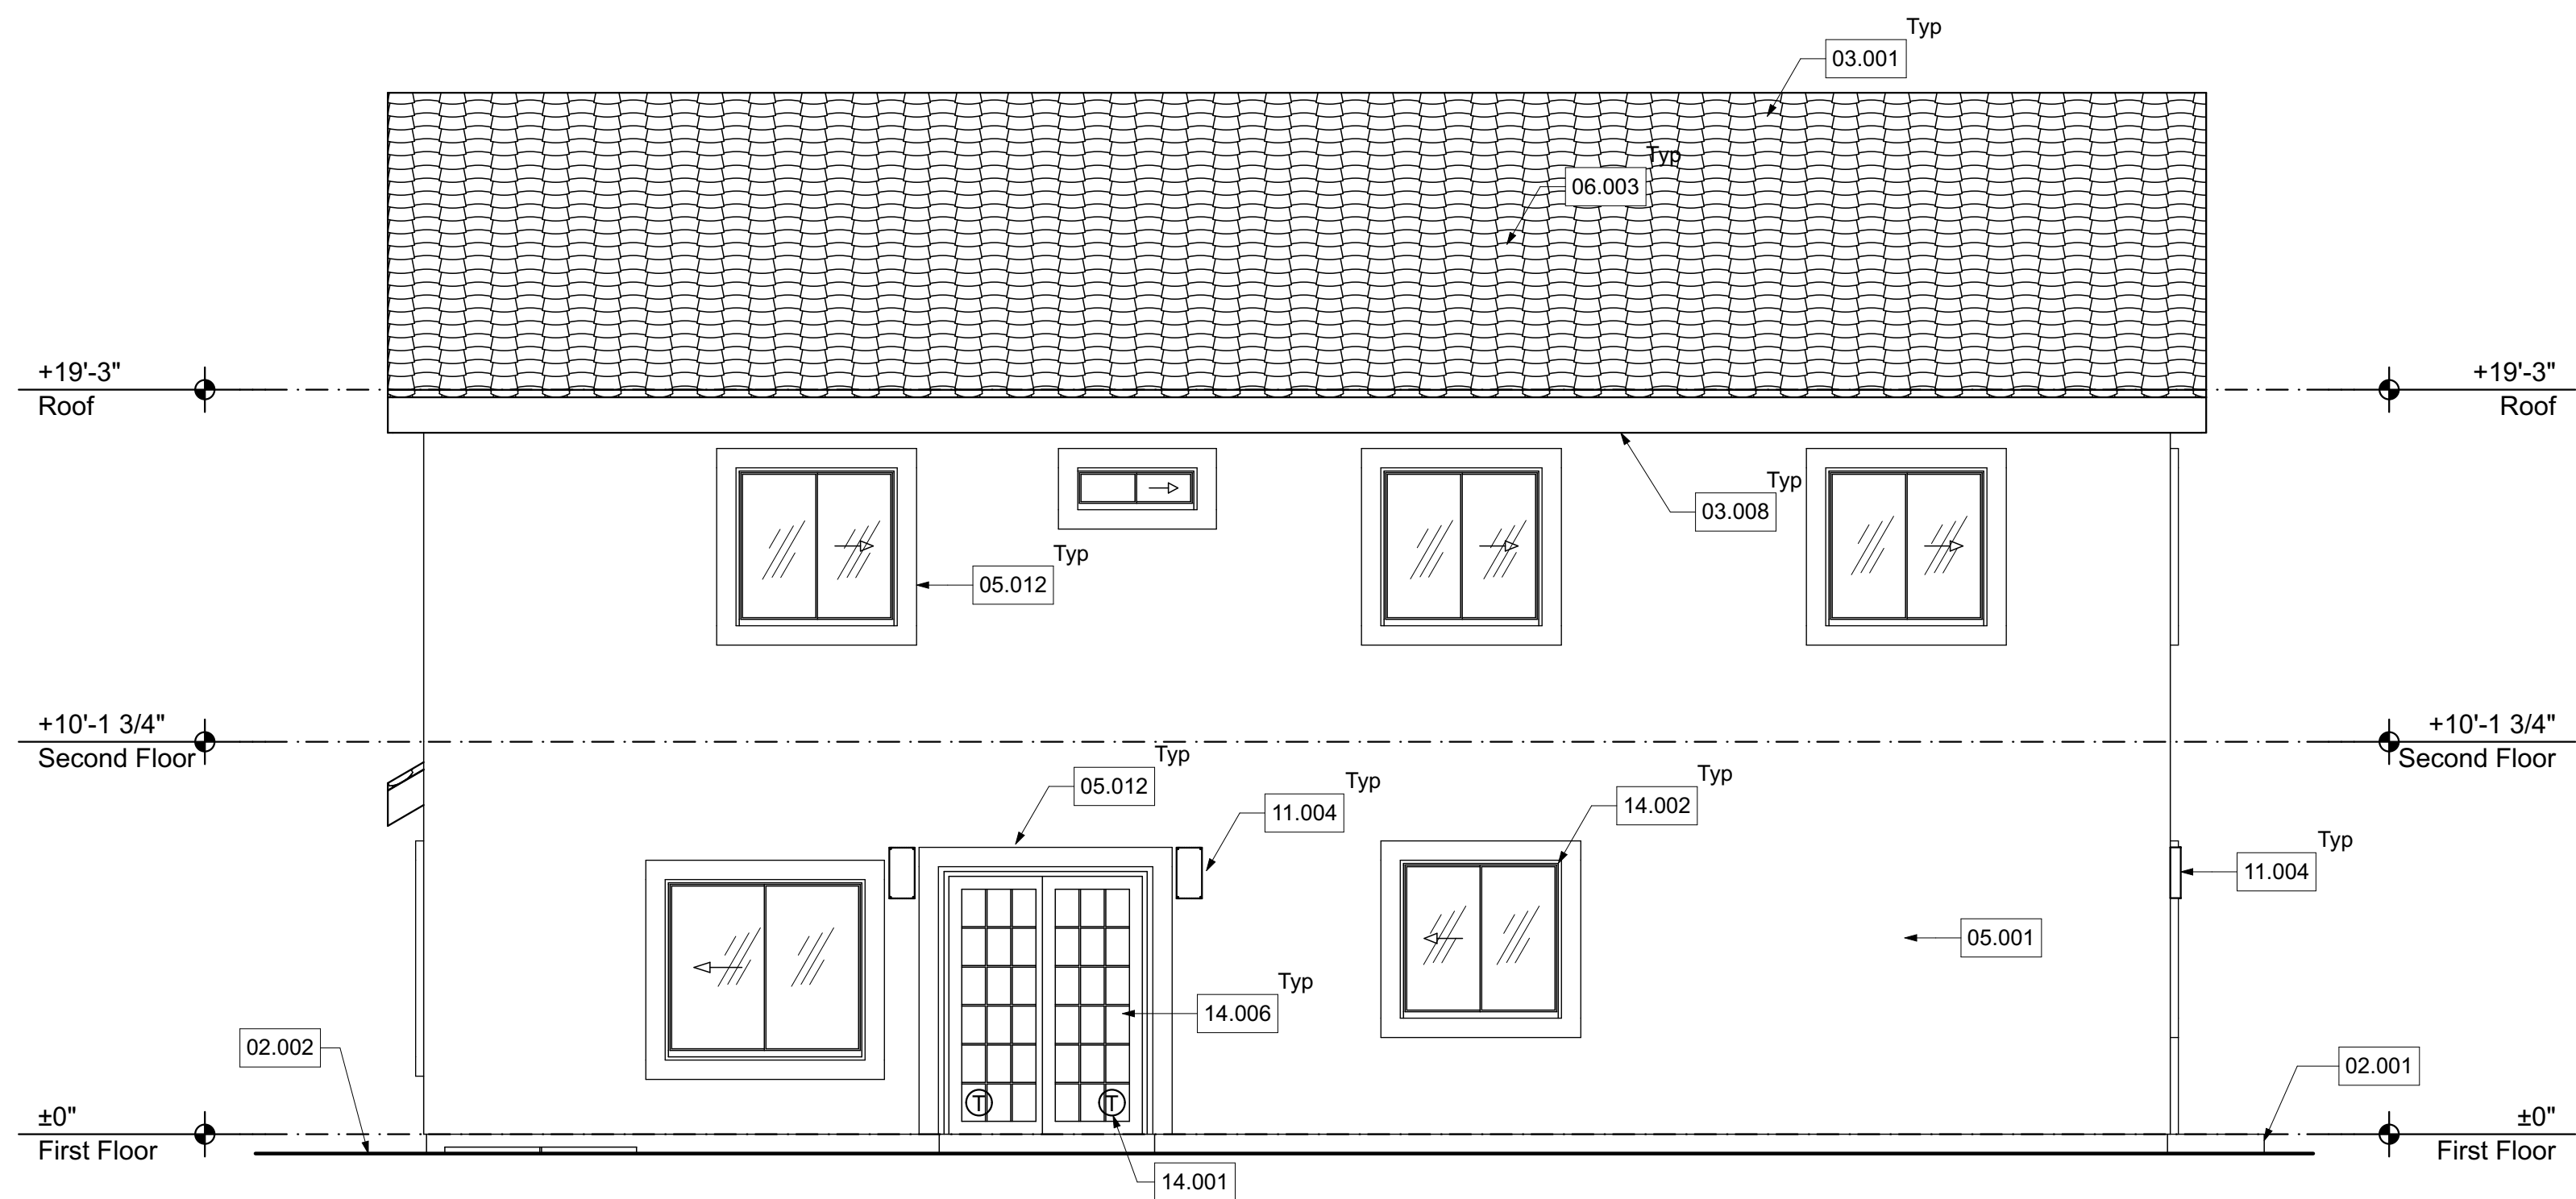 Typ
03.001
Typ
06.003
+19'-3"
Roof
+19'-3"
Roof
Typ
03.008
Typ
05.012
+10'-1 3/4"
Second Floor
+10'-1 3/4"
Second Floor
Typ
05.012
Typ
11.004
Typ
14.002
Typ
11.004
05.001
Typ
14.006
02.002
02.001
T
T
±0"
First Floor
±0"
First Floor
14.001